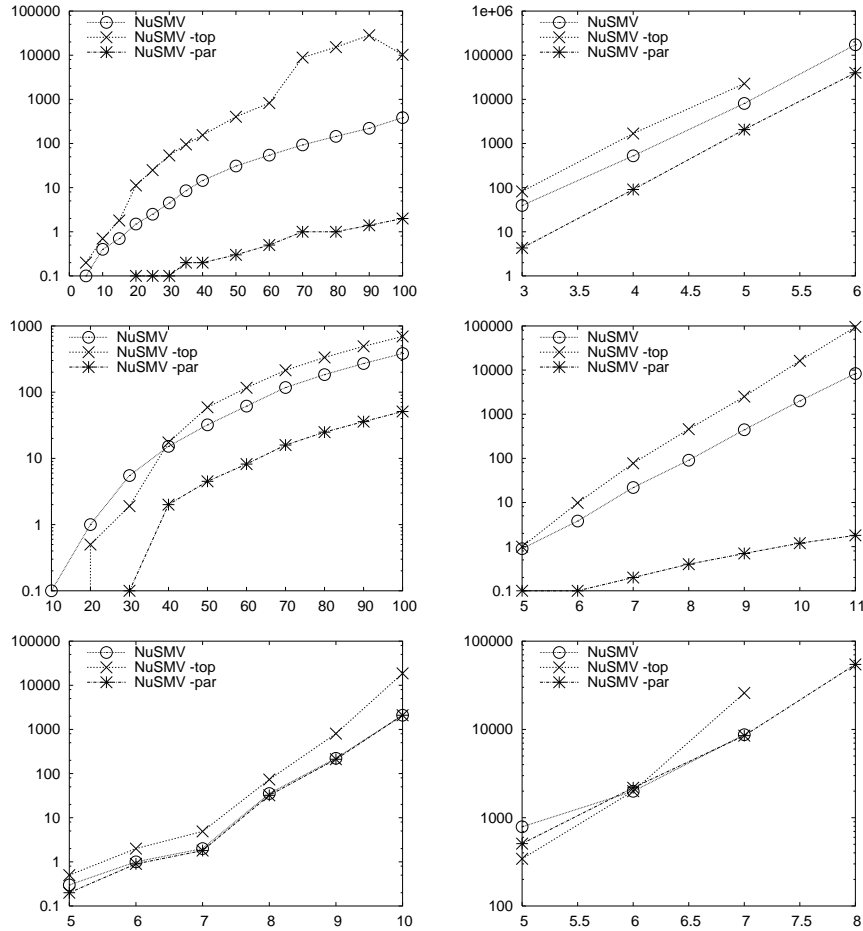 100000
10000
1000
100
10
1
0.1
NuSMV
NuSMV -top
NuSMV -par
0 10 20 30 40 50 60 70 80 90 100
1e+06
100000
10000
1000
100
10
1
NuSMV
NuSMV -top
NuSMV -par
3 3.5 4 4.5 5 5.5 6
1000
100
10
1
0.1
NuSMV
NuSMV -top
NuSMV -par
10 20 30 40 50 60 70 80 90 100
100000
10000
1000
100
10
1
0.1
NuSMV
NuSMV -top
NuSMV -par
5 6 7 8 9 10 11
100000
10000
1000
100
10
1
0.1
NuSMV
NuSMV -top
NuSMV -par
5 6 7 8 9 10
100000
10000
1000
100
NuSMV
NuSMV -top
NuSMV -par
5 5.5 6 6.5 7 7.5 8